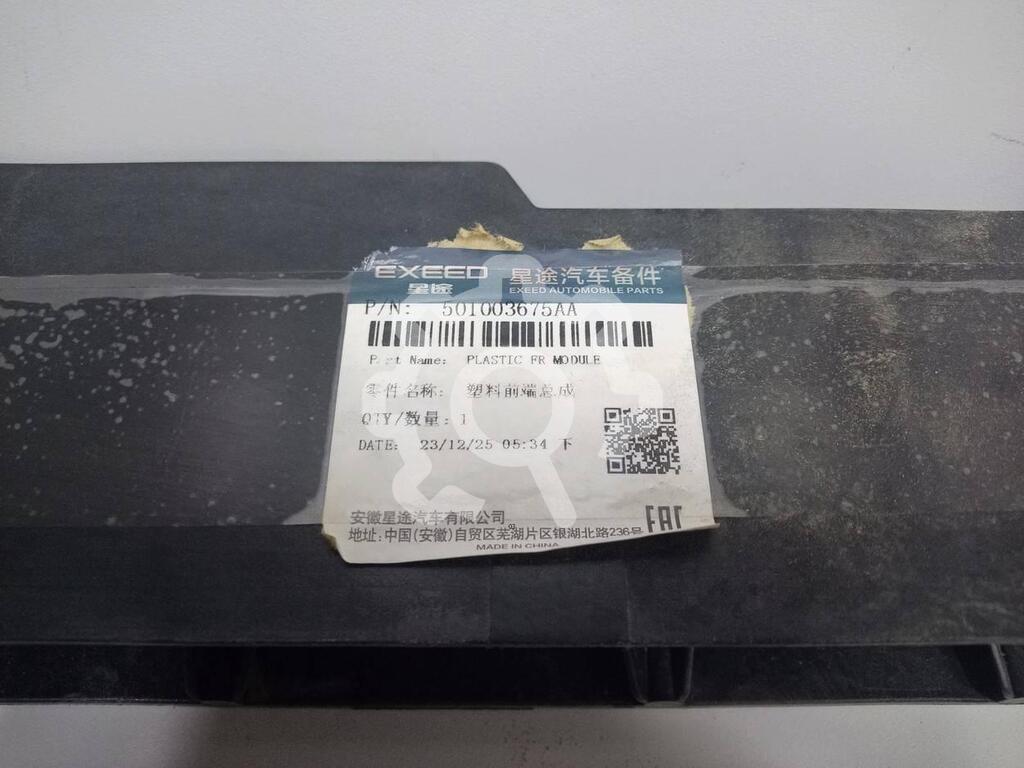 EXEED 星途汽车备件
星途 EXEED AUTOMOBILE PARTS
P/N: 501003675AA
Part Name: PLASTIC FR MODULE
零件名称: 塑料前端总成
QTY/数量: 1
DATE: 23/12/25 05:34 下
安徽星途汽车有限公司
地址:中国(安徽)自贸区芜湖片区银湖北路236号
MADE IN CHINA
EAC